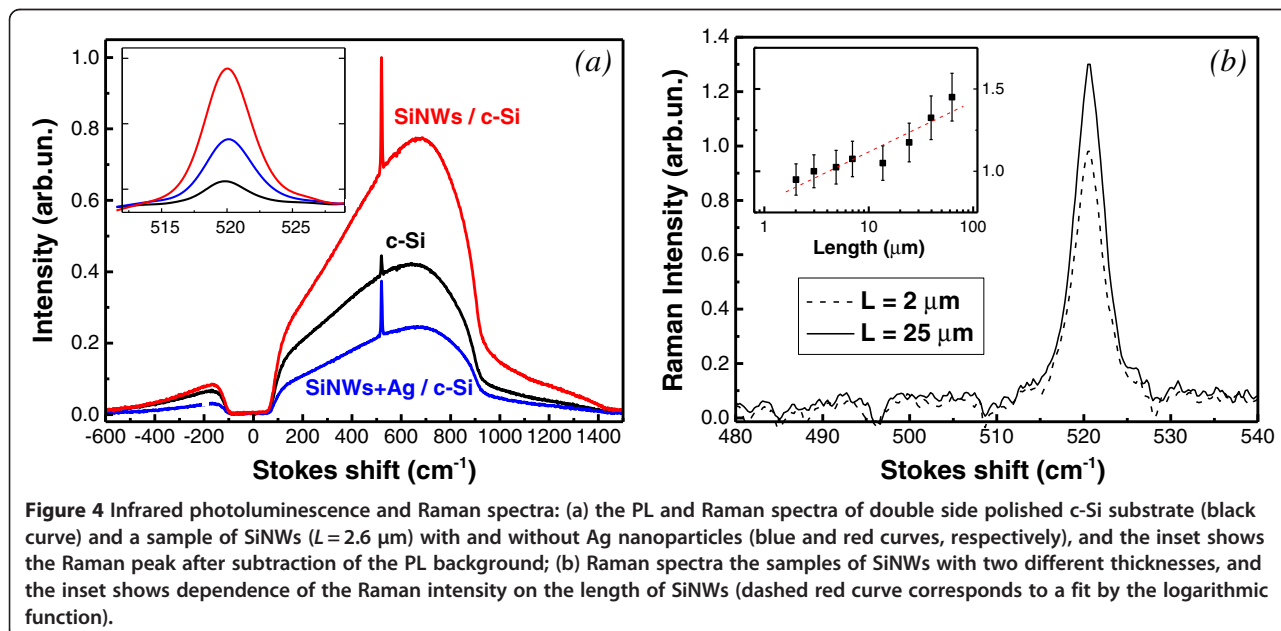 (a)
1.0
0.8
0.6
0.4
0.2
0.0
Intensity (arb.un.)
515 520 525
SiNWs / c-Si
c-Si
SiNWs+Ag / c-Si
-600 -400 -200 0 200 400 600 800 1000 1400
Stokes shift (cm-1)
(b)
1.4
1.2
1.0
0.8
0.6
0.4
0.2
0.0
Raman Intensity (arb.un.)
1.5
1.0
1 10 100
Length (μm)
L = 2 μm
L = 25 μm
480 490 500 510 520 530 540
Stokes shift (cm-1)
Figure 4 Infrared photoluminescence and Raman spectra: (a) the PL and Raman spectra of double side polished c-Si substrate (black
curve) and a sample of SiNWs (L = 2.6 μm) with and without Ag nanoparticles (blue and red curves, respectively), and the inset shows
the Raman peak after subtraction of the PL background; (b) Raman spectra the samples of SiNWs with two different thicknesses, and
the inset shows dependence of the Raman intensity on the length of SiNWs (dashed red curve corresponds to a fit by the logarithmic
function).